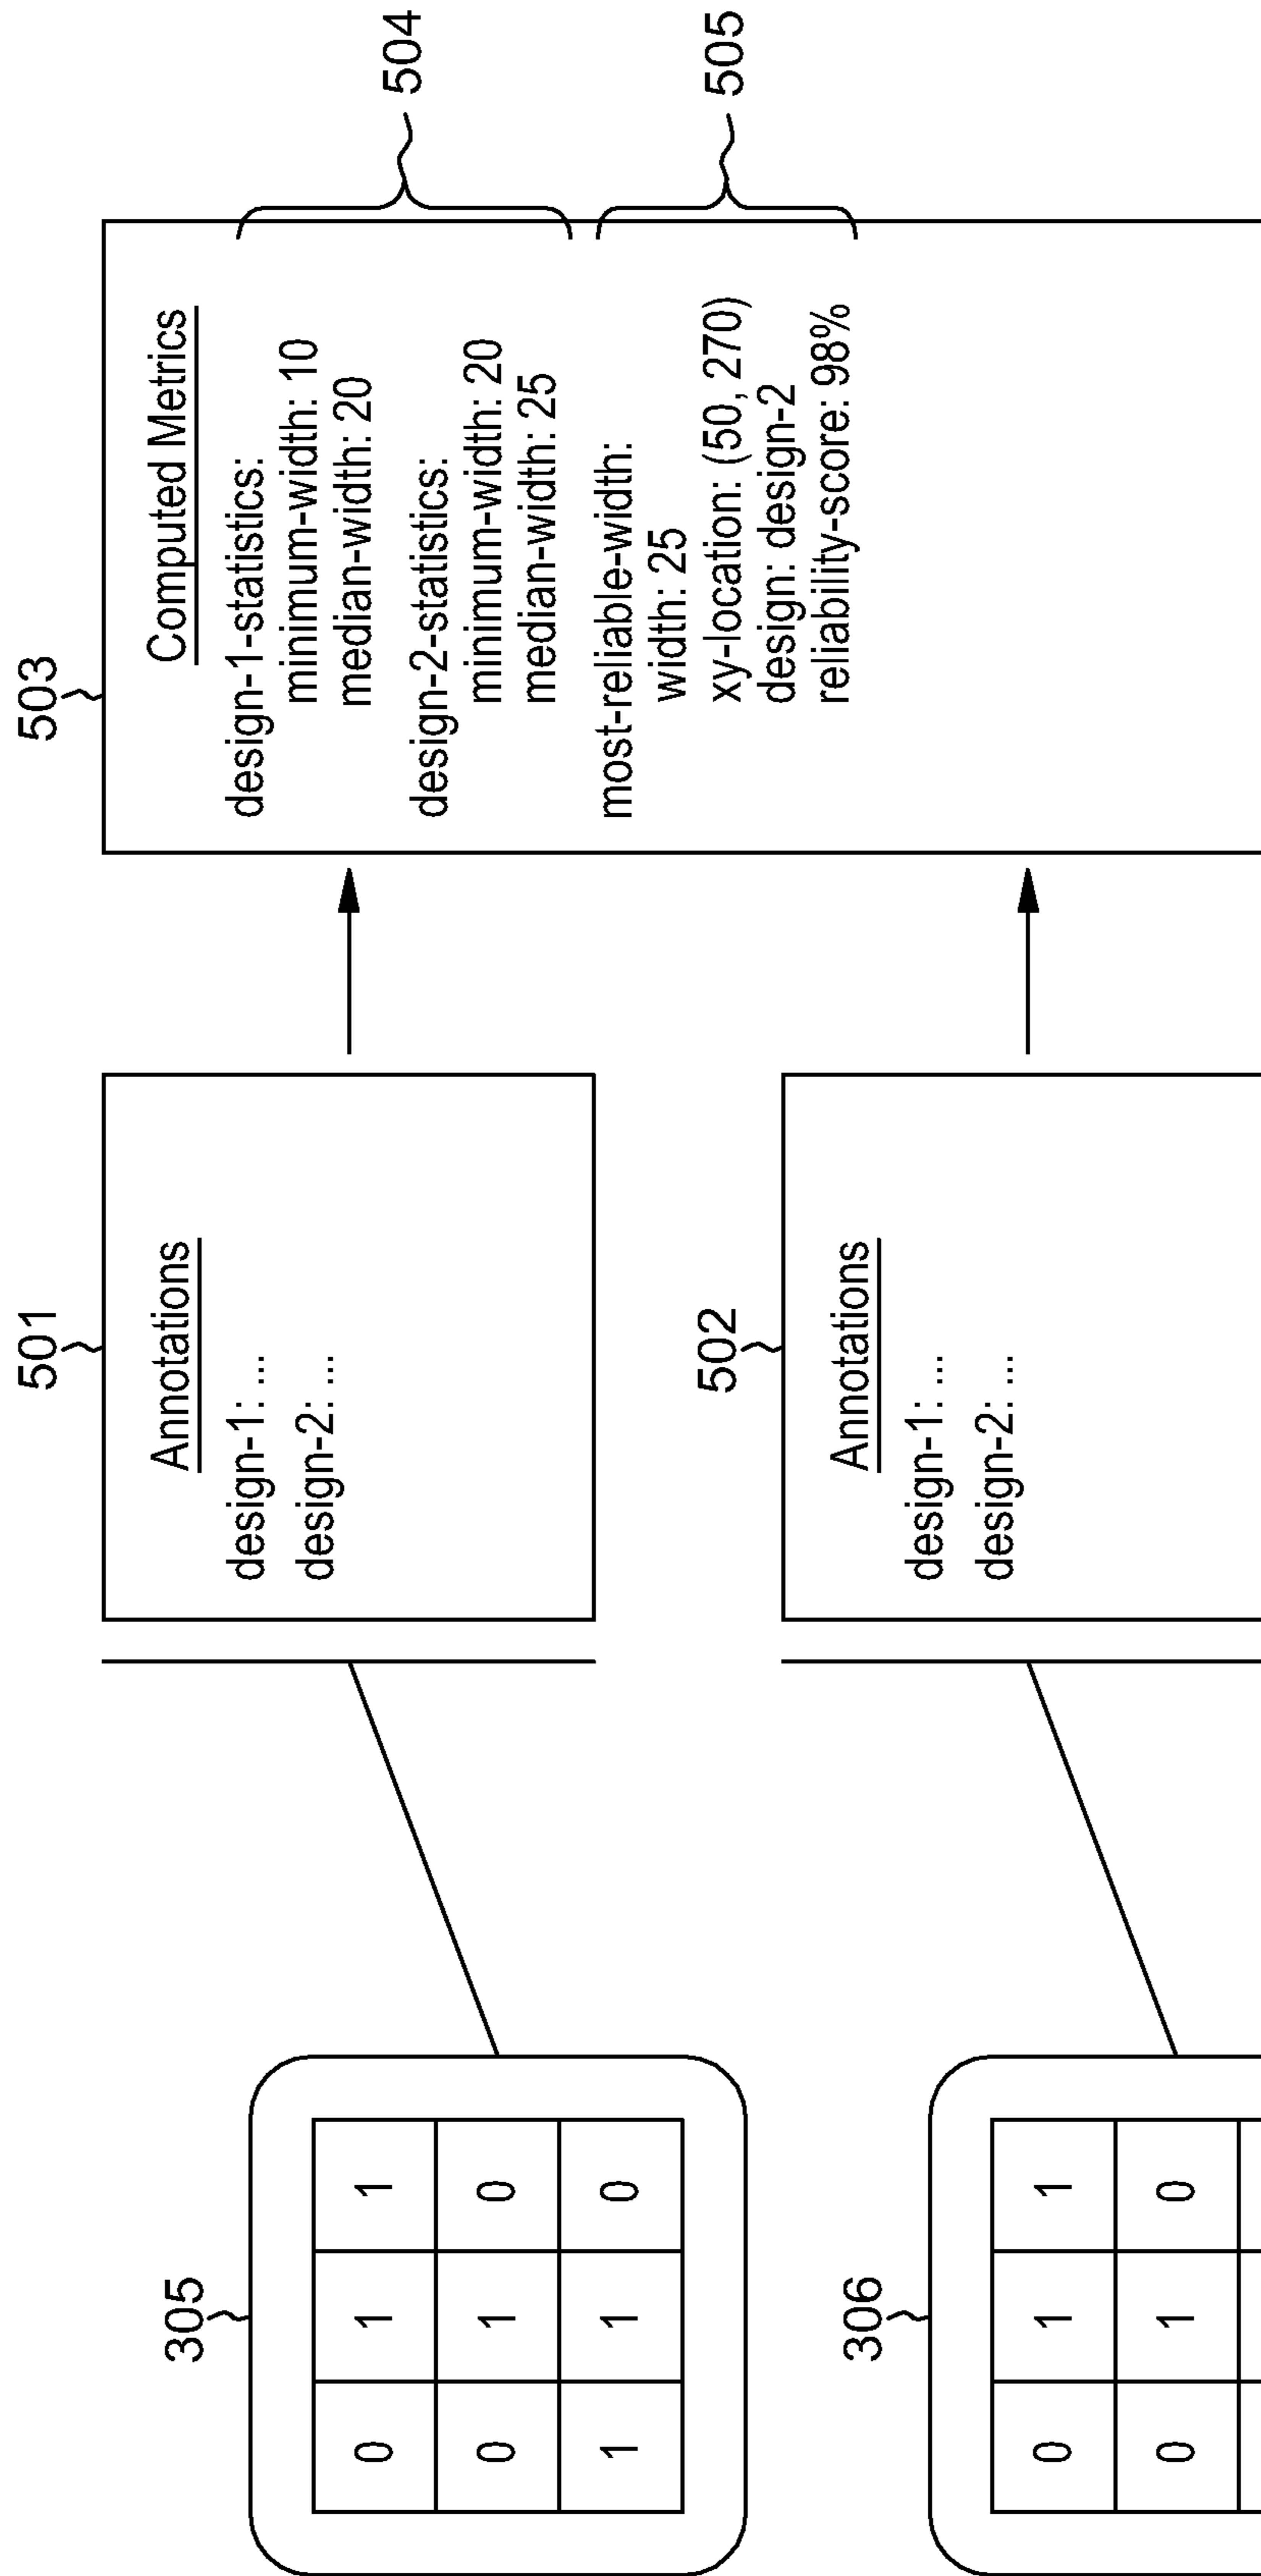 305
0 1 1
0 1 0
1 1 0
501
Annotations
design-1: ...
design-2: ...
503
Computed Metrics
design-1-statistics:
minimum-width: 10
median-width: 20
design-2-statistics:
minimum-width: 20
median-width: 25
most-reliable-width:
width: 25
xy-location: (50, 270)
design: design-2
reliability-score: 98%
504
505
306
0 1 1
0 1 0
502
Annotations
design-1: ...
design-2: ...